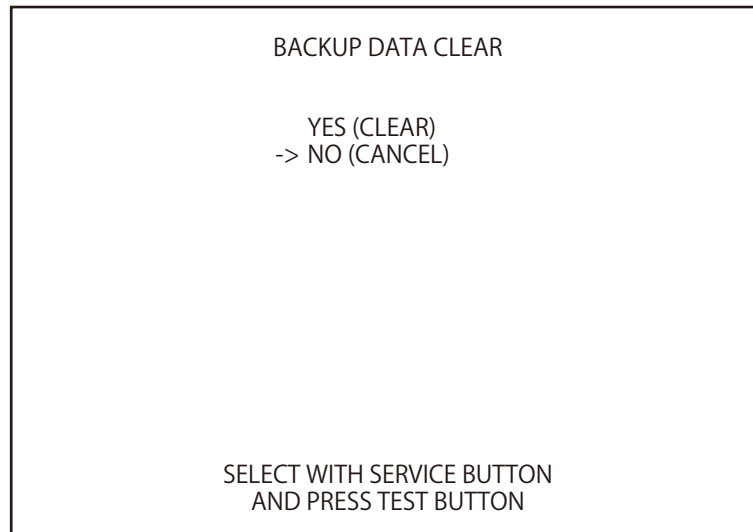 BACKUP DATA CLEAR
YES (CLEAR)
-> NO (CANCEL)
SELECT WITH SERVICE BUTTON
AND PRESS TEST BUTTON